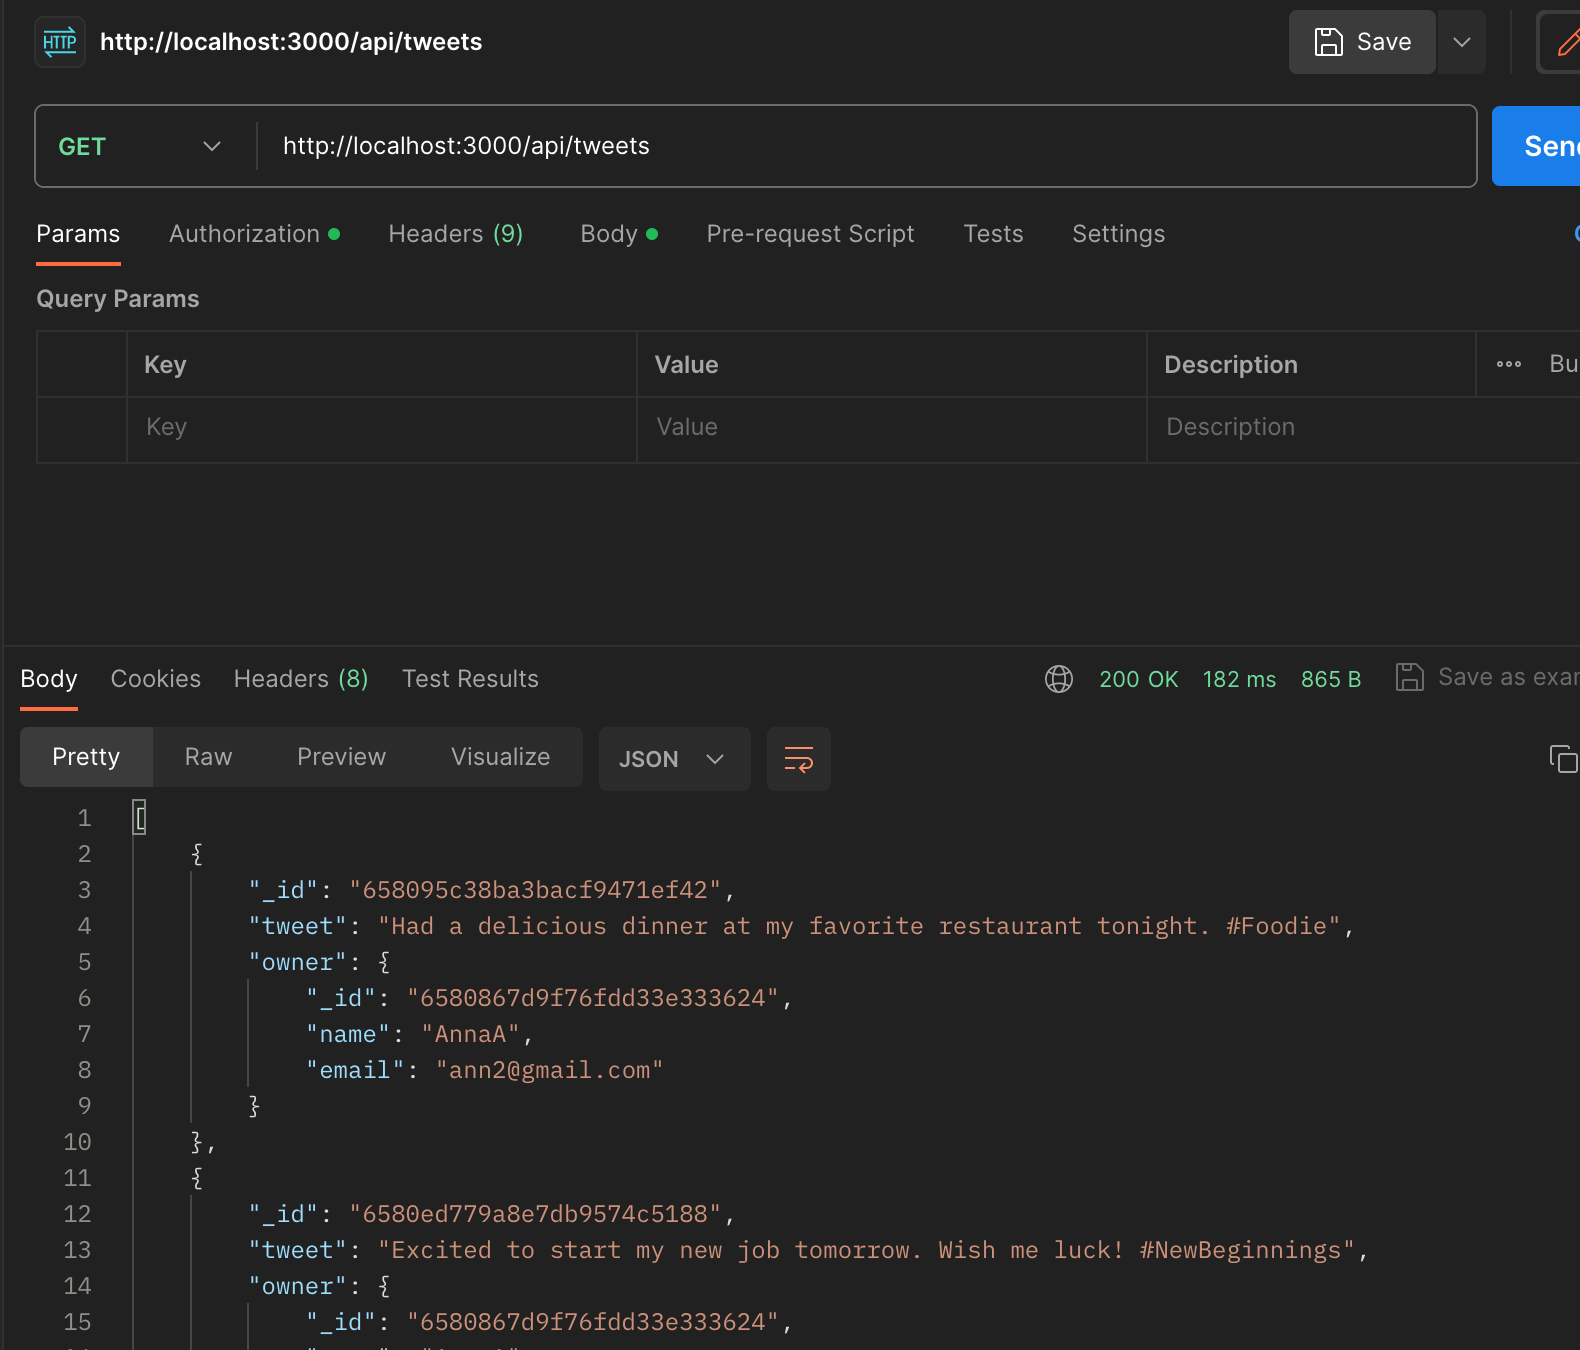 HTTP http://localhost:3000/api/tweets Save
GET http://localhost:3000/api/tweets
Params Authorization Headers (9) Body Pre-request Script Tests Settings
Query Params
Key Value Description
Key Value Description
Body Cookies Headers (8) Test Results 200 OK 182 ms 865 B Save as
Pretty Raw Preview Visualize JSON
1 [
2 {
3 "_id": "658095c38ba3bacf9471ef42",
4 "tweet": "Had a delicious dinner at my favorite restaurant tonight. #Foodie",
5 "owner": {
6 "_id": "6580867d9f76fdd33e333624",
7 "name": "AnnaA",
8 "email": "ann2@gmail.com"
9 }
10 },
11 {
12 "_id": "6580ed779a8e7db9574c5188",
13 "tweet": "Excited to start my new job tomorrow. Wish me luck! #NewBeginnings",
14 "owner": {
15 "_id": "6580867d9f76fdd33e333624",